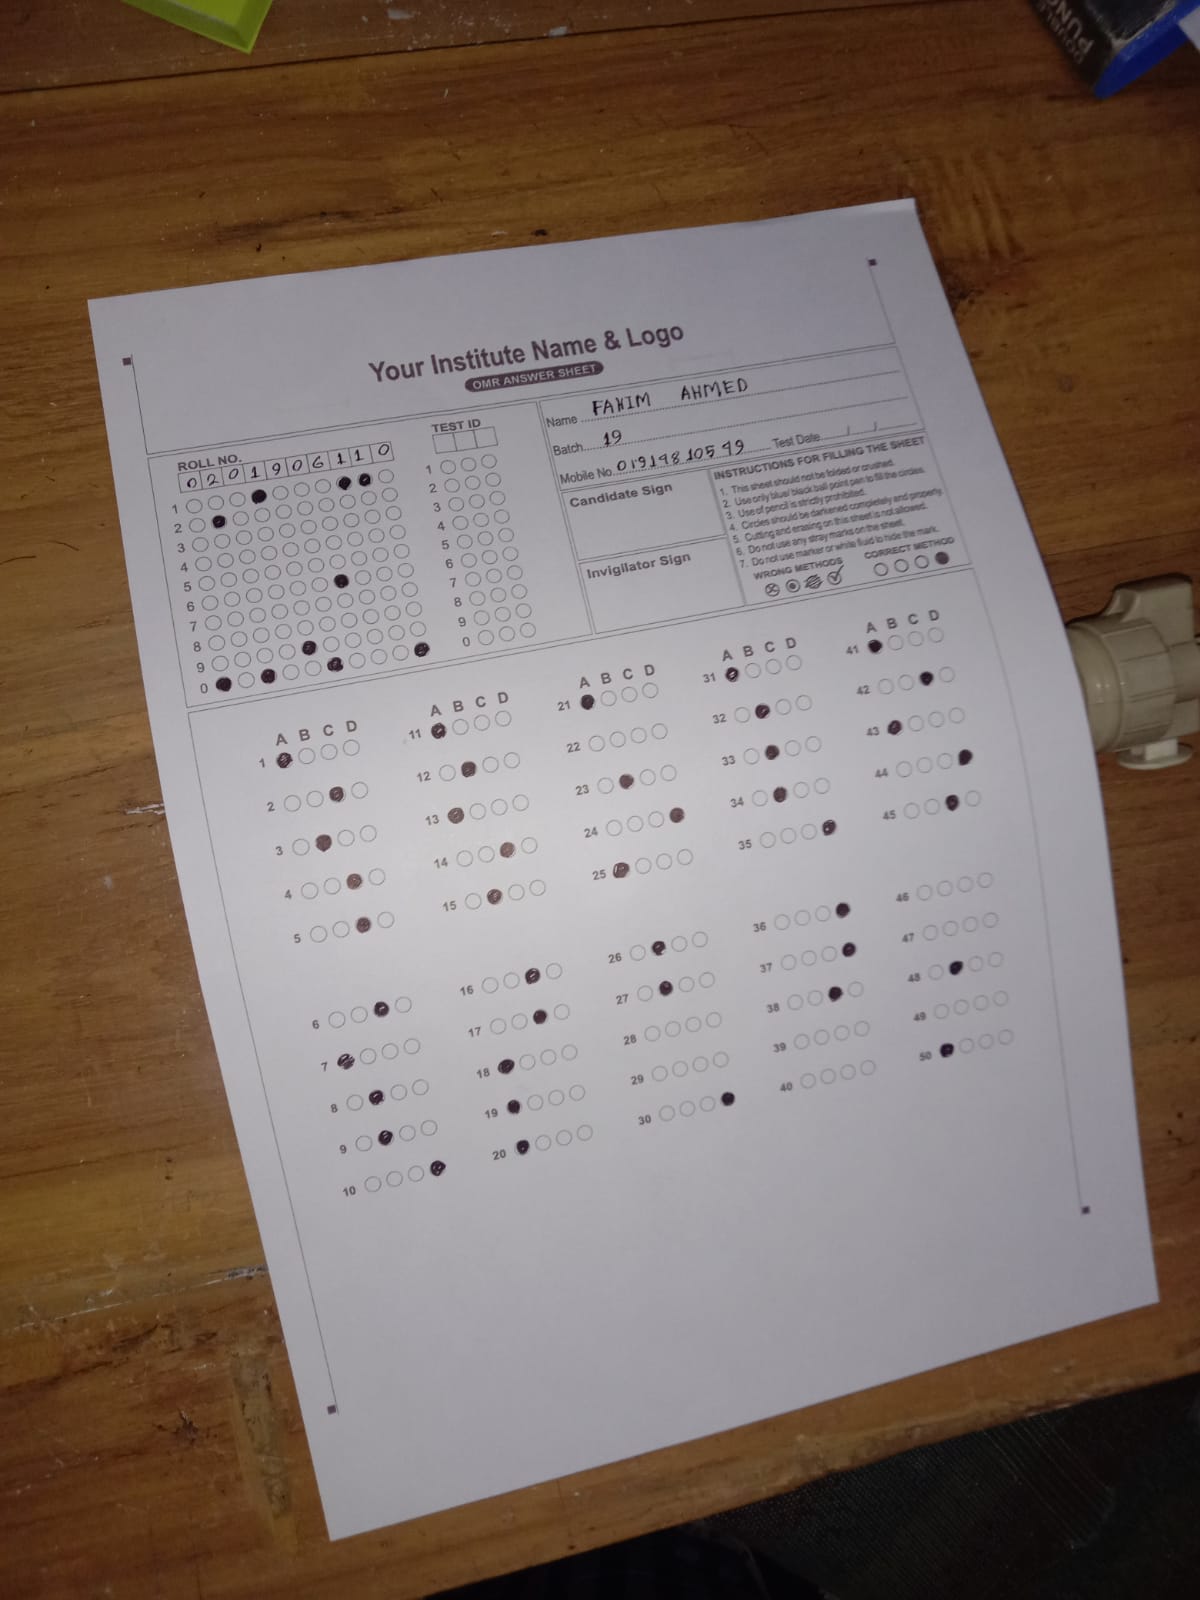 Your Institute Name & Logo
OMR ANSWER SHEET
ROLL NO.
0 2 0 1 9 0 6 1 1 0
1
2
3
4
5
6
7
8
9
0
TEST ID
1
2
3
4
5
6
7
8
9
0
Name FAHIM AHMED
Batch 19
Mobile No. 01919810549 Test Date / /
Candidate Sign
Invigilator Sign
INSTRUCTIONS FOR FILLING THE SHEET
1. This sheet should not be folded or crushed.
2. Use only blue/ black ball point pen to fill the circles.
3. Use of pencil is strictly prohibited.
4. Circles should be darkened completely and properly.
5. Cutting and erasing on this sheet is not allowed.
6. Do not use any stray marks on the sheet.
7. Do not use marker or white fluid to hide the mark.
WRONG METHODS CORRECT METHOD
A B C D
1
2
3
4
5
6
7
8
9
10
A B C D
11
12
13
14
15
16
17
18
19
20
A B C D
21
22
23
24
25
26
27
28
29
30
A B C D
31
32
33
34
35
36
37
38
39
40
A B C D
41
42
43
44
45
46
47
48
49
50